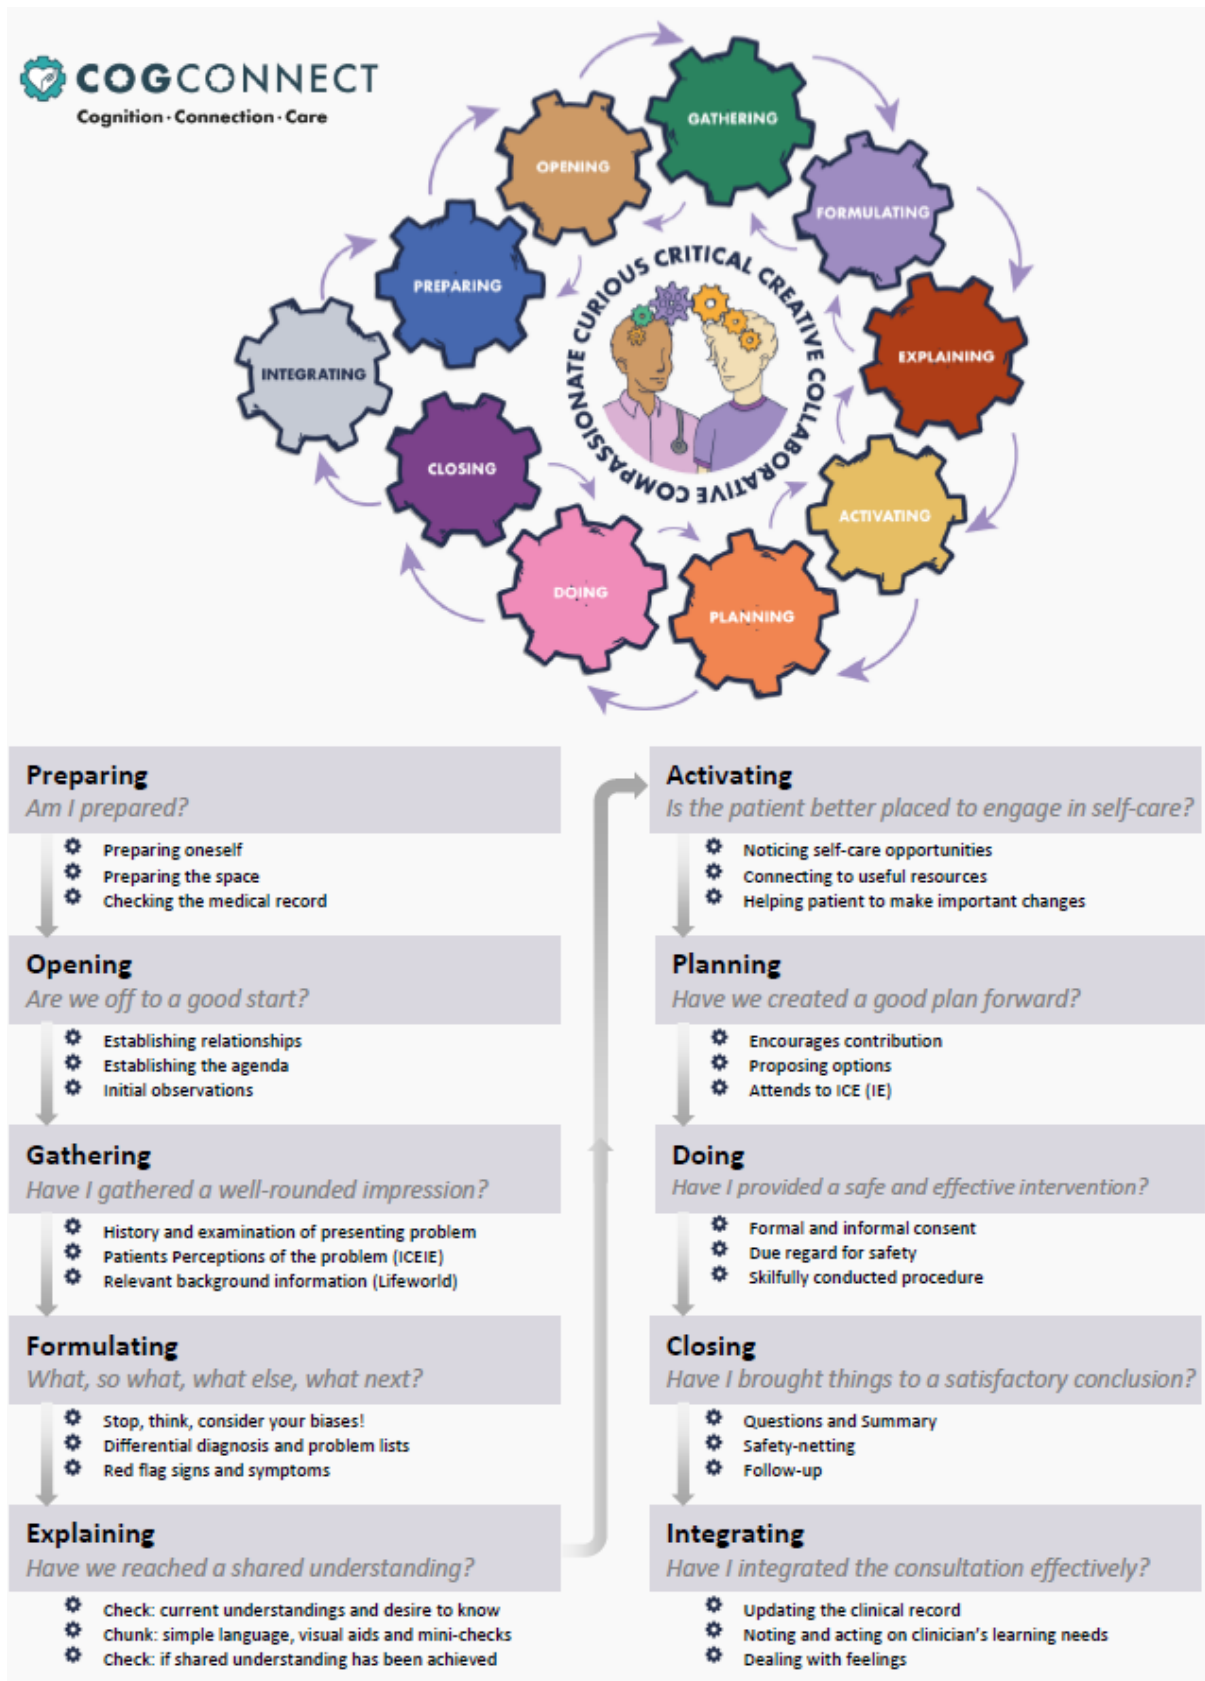 COGCONNECT
Cognition · Connection · Care
GATHERING
OPENING
FORMULATING
PREPARING
EXPLAINING
INTEGRATING
CLOSING
ACTIVATING
DOING
PLANNING
COMPASSIONATE CURIOUS CRITICAL CREATIVE COLLABORATIVE
Preparing
Am I prepared?
Preparing oneself
Preparing the space
Checking the medical record
Opening
Are we off to a good start?
Establishing relationships
Establishing the agenda
Initial observations
Gathering
Have I gathered a well-rounded impression?
History and examination of presenting problem
Patients Perceptions of the problem (ICEIE)
Relevant background information (Lifeworld)
Formulating
What, so what, what else, what next?
Stop, think, consider your biases!
Differential diagnosis and problem lists
Red flag signs and symptoms
Explaining
Have we reached a shared understanding?
Check: current understandings and desire to know
Chunk: simple language, visual aids and mini-checks
Check: if shared understanding has been achieved
Activating
Is the patient better placed to engage in self-care?
Noticing self-care opportunities
Connecting to useful resources
Helping patient to make important changes
Planning
Have we created a good plan forward?
Encourages contribution
Proposing options
Attends to ICE (IE)
Doing
Have I provided a safe and effective intervention?
Formal and informal consent
Due regard for safety
Skilfully conducted procedure
Closing
Have I brought things to a satisfactory conclusion?
Questions and Summary
Safety-netting
Follow-up
Integrating
Have I integrated the consultation effectively?
Updating the clinical record
Noting and acting on clinician's learning needs
Dealing with feelings